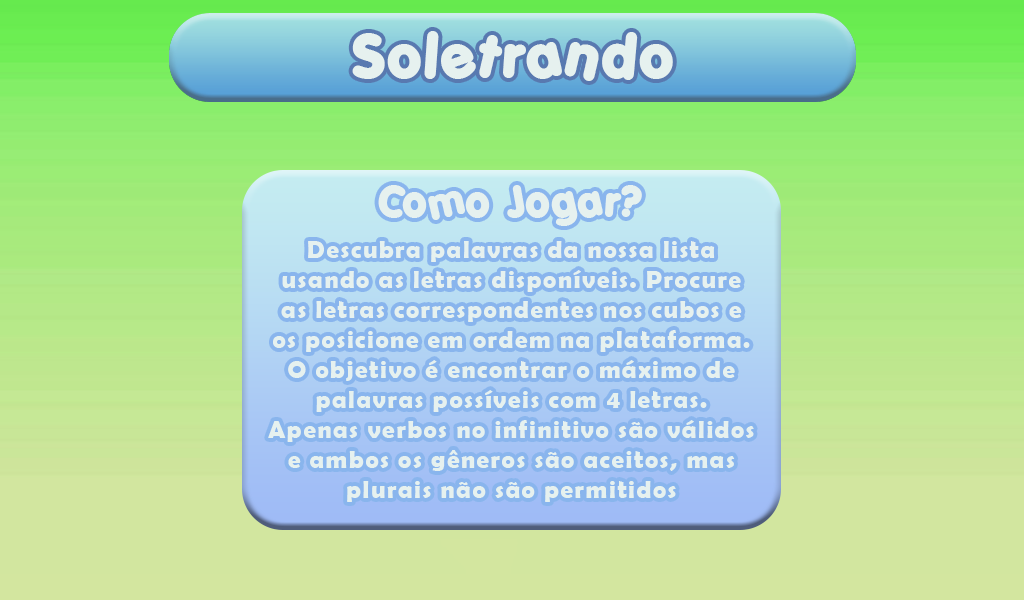 Soletrando
Como Jogar?
Descubra palavras da nossa lista
usando as letras disponíveis. Procure
as letras correspondentes nos cubos e
os posicione em ordem na plataforma.
O objetivo é encontrar o máximo de
palavras possíveis com 4 letras.
Apenas verbos no infinitivo são válidos
e ambos os gêneros são aceitos, mas
plurais não são permitidos